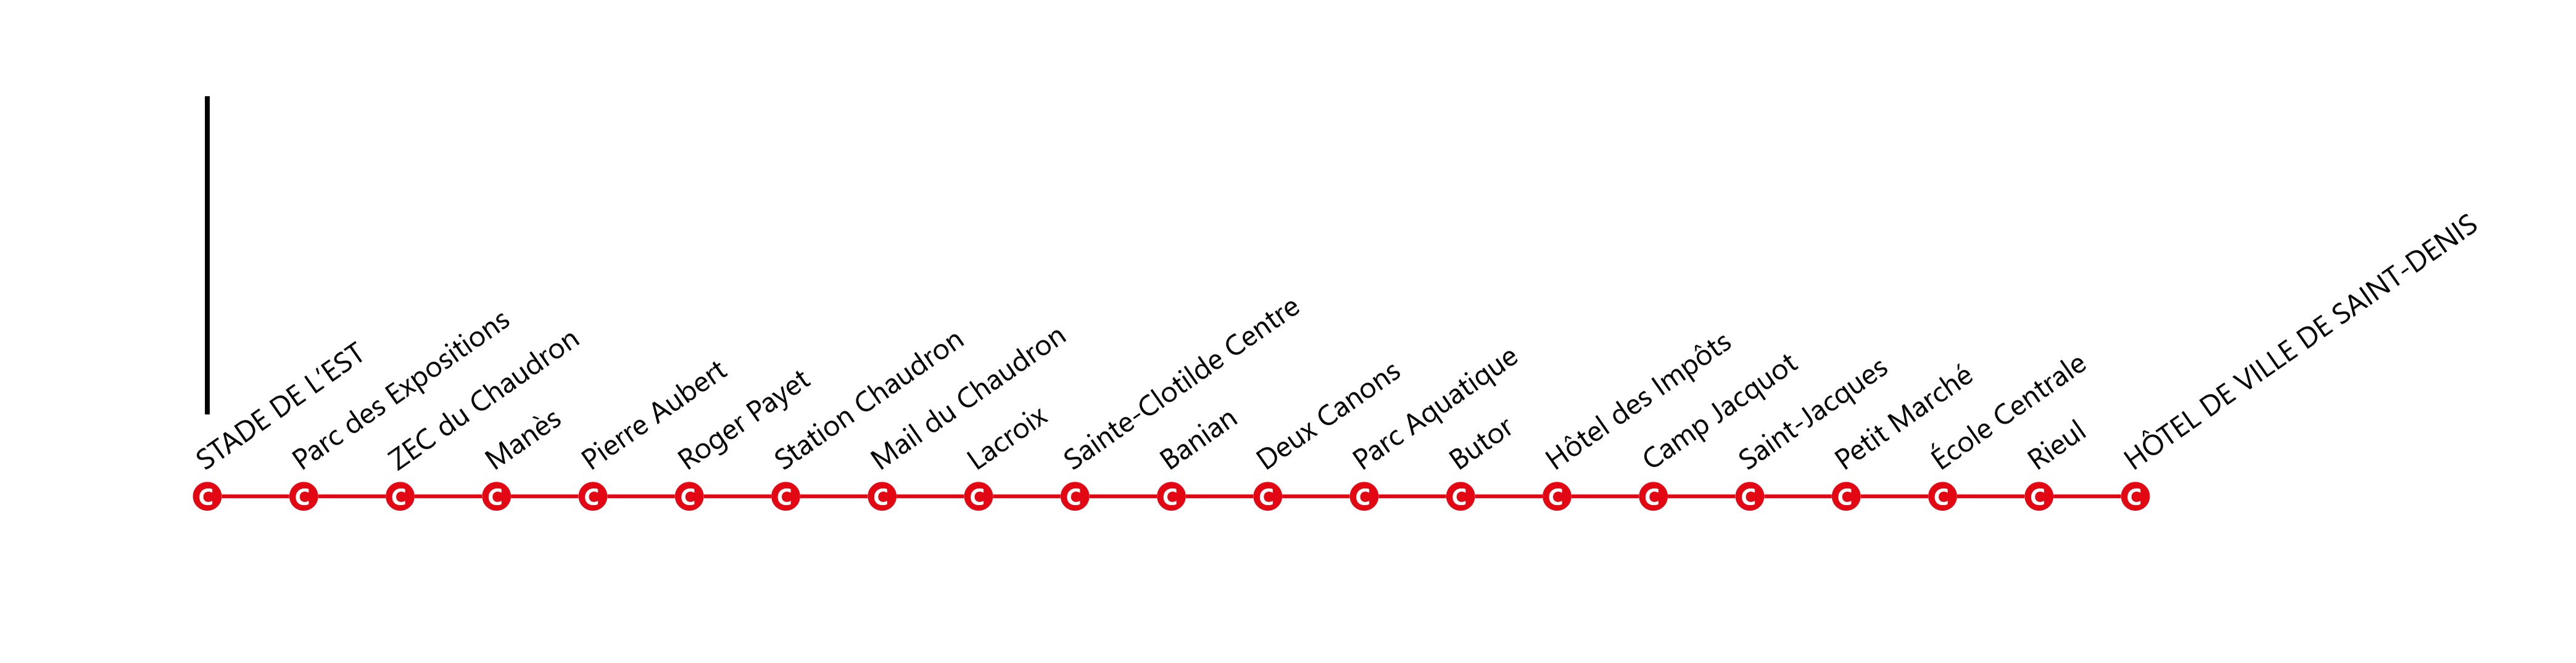 STADE DE L'EST
Parc des Expositions
ZEC du Chaudron
Manès
Pierre Aubert
Roger Payet
Station Chaudron
Mail du Chaudron
Lacroix
Sainte-Clotilde Centre
Banian
Deux Canons
Parc Aquatique
Butor
Hôtel des Impôts
Camp Jacquot
Saint-Jacques
Petit Marché
École Centrale
Rieul
HÔTEL DE VILLE DE SAINT-DENIS
C C C C C C C C C C C C C C C C C C C C C